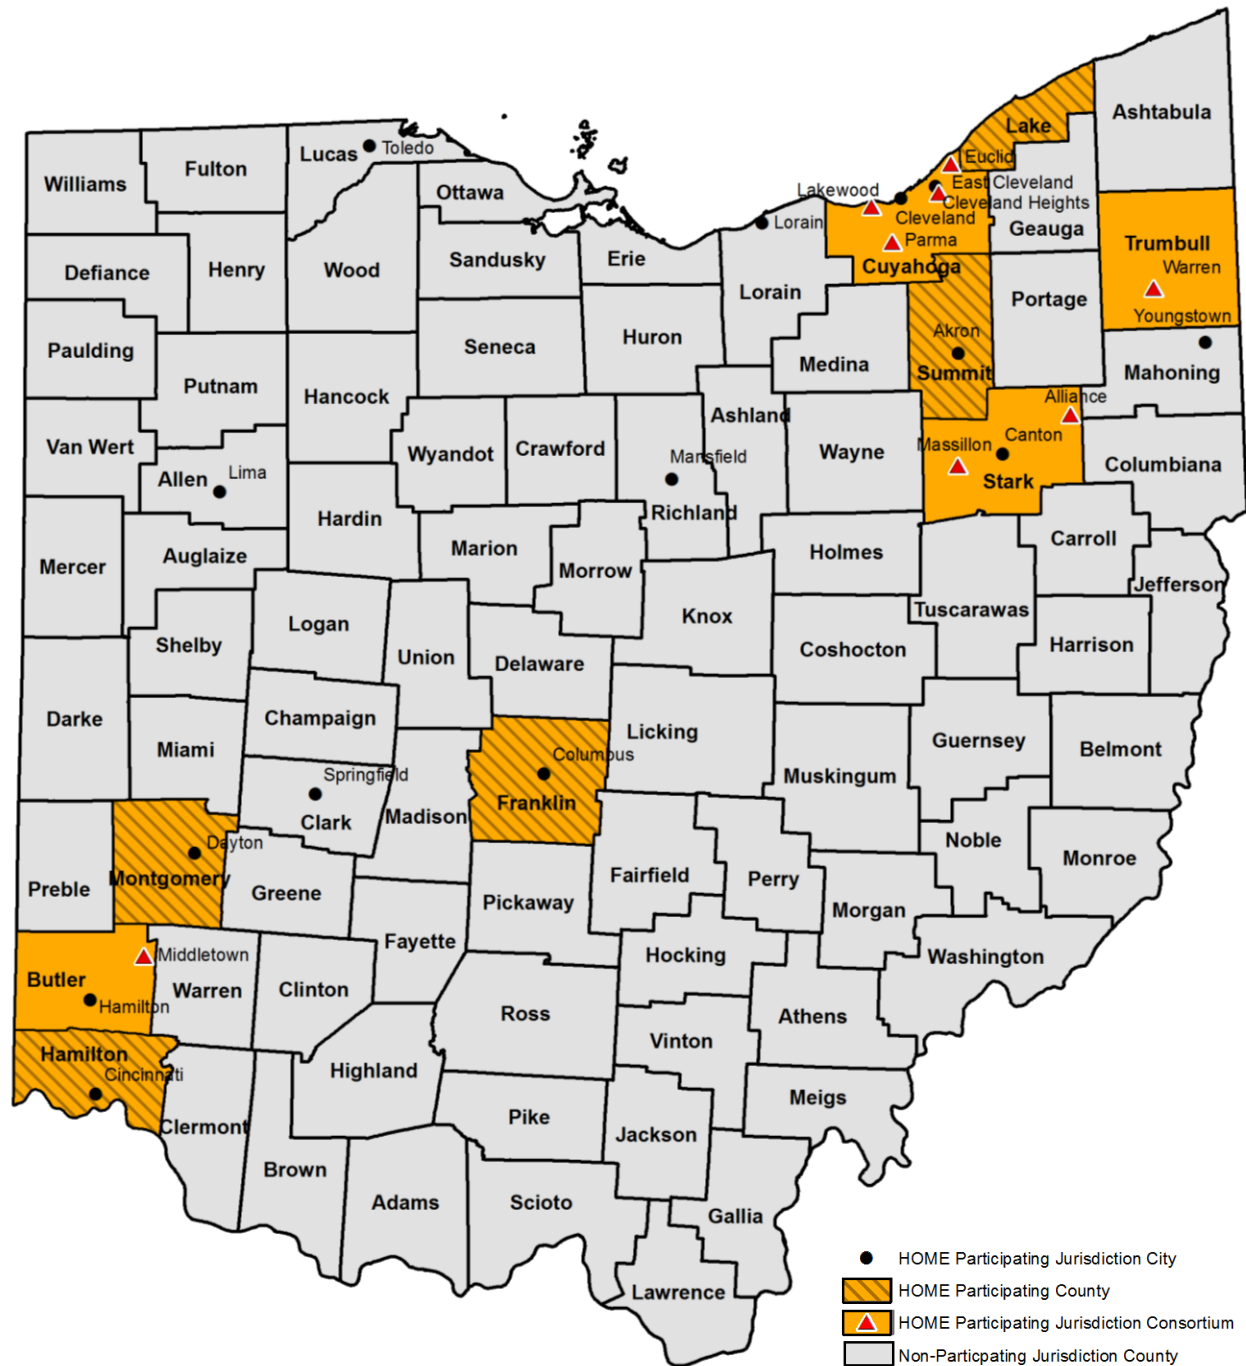 Ashtabula
Lake
Lucas
Toledo
Fulton
Williams
Euclid
East Cleveland
Cleveland Heights
Lakewood
Ottawa
Cleveland
Lorain
Geauga
Parma
Trumbull
Sandusky
Erie
Cuyahoga
Warren
Defiance
Henry
Wood
Lorain
Portage
Youngstown
Akron
Huron
Seneca
Paulding
Medina
Summit
Mahoning
Putnam
Hancock
Alliance
Ashland
Massillon
Canton
Van Wert
Wyandot
Crawford
Mansfield
Wayne
Columbiana
Allen
Lima
Stark
Richland
Hardin
Carroll
Marion
Holmes
Auglaize
Mercer
Morrow
Jefferson
Tuscarawas
Knox
Logan
Shelby
Union
Delaware
Coshocton
Harrison
Darke
Champaign
Licking
Guernsey
Belmont
Miami
Columbus
Springfield
Muskingum
Franklin
Madison
Clark
Dayton
Noble
Monroe
Montgomery
Preble
Greene
Fairfield
Perry
Pickaway
Morgan
Fayette
Middletown
Hocking
Washington
Butler
Warren
Clinton
Hamilton
Ross
Athens
Vinton
Hamilton
Cincinnati
Highland
Meigs
Pike
Clermont
Jackson
Brown
Adams
Scioto
Gallia
Lawrence
HOME Participating Jurisdiction City
HOME Participating County
HOME Participating Jurisdiction Consortium
Non-Particpating Jurisdiction County